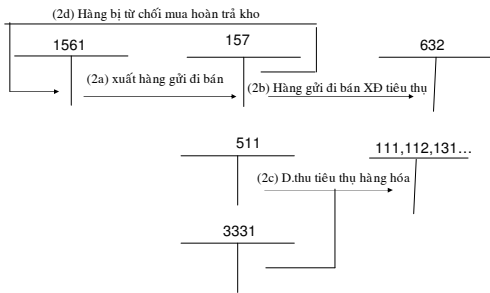 (2d) Hàng bị từ chối mua hoàn trả kho
1561
157
632
(2a) xuất hàng gửi đi bán
(2b) Hàng gửi đi bán XĐ tiêu thụ
511
111,112,131...
(2c) D.thu tiêu thụ hàng hóa
3331